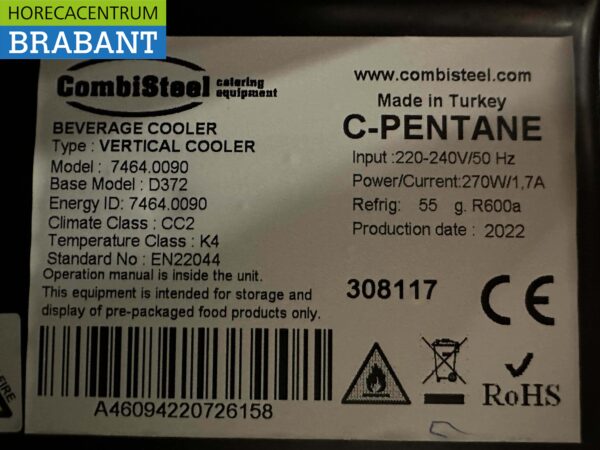 HORECACENTRUM
BRABANT
CombiSteel catering equipment
BEVERAGE COOLER
Type : VERTICAL COOLER
Model : 7464.0090
Base Model : D372
Energy ID: 7464.0090
Climate Class : CC2
Temperature Class : K4
Standard No : EN22044
Operation manual is inside the unit.
This equipment is intended for storage and
display of pre-packaged food products only.
A46094220726158
www.combisteel.com
Made in Turkey
C-PENTANE
Input :220-240V/50 Hz
Power/Current:270W/1,7A
Refrig: 55 g. R600a
Production date : 2022
308117
CE
RoHS